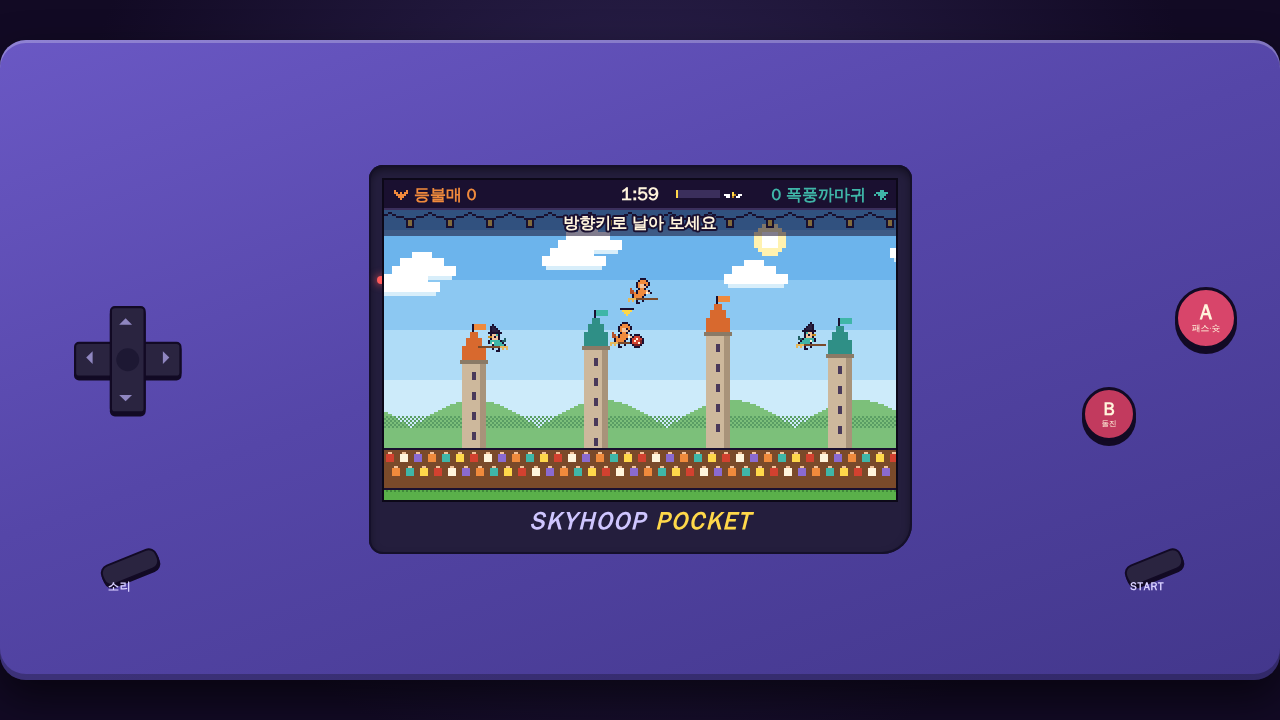 등불매 0
1:59
0 폭풍까마귀
방향키로 날아 보세요
A
패스·슛
B
돌진
SKYHOOP POCKET
소리
START